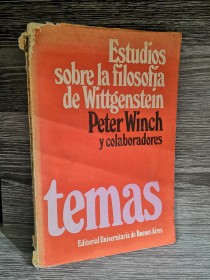 Estudios
sobre la filosofía
de Wittgenstein
Peter Winch
y colaboradores
temas
Editorial Universitaria de Buenos Aires